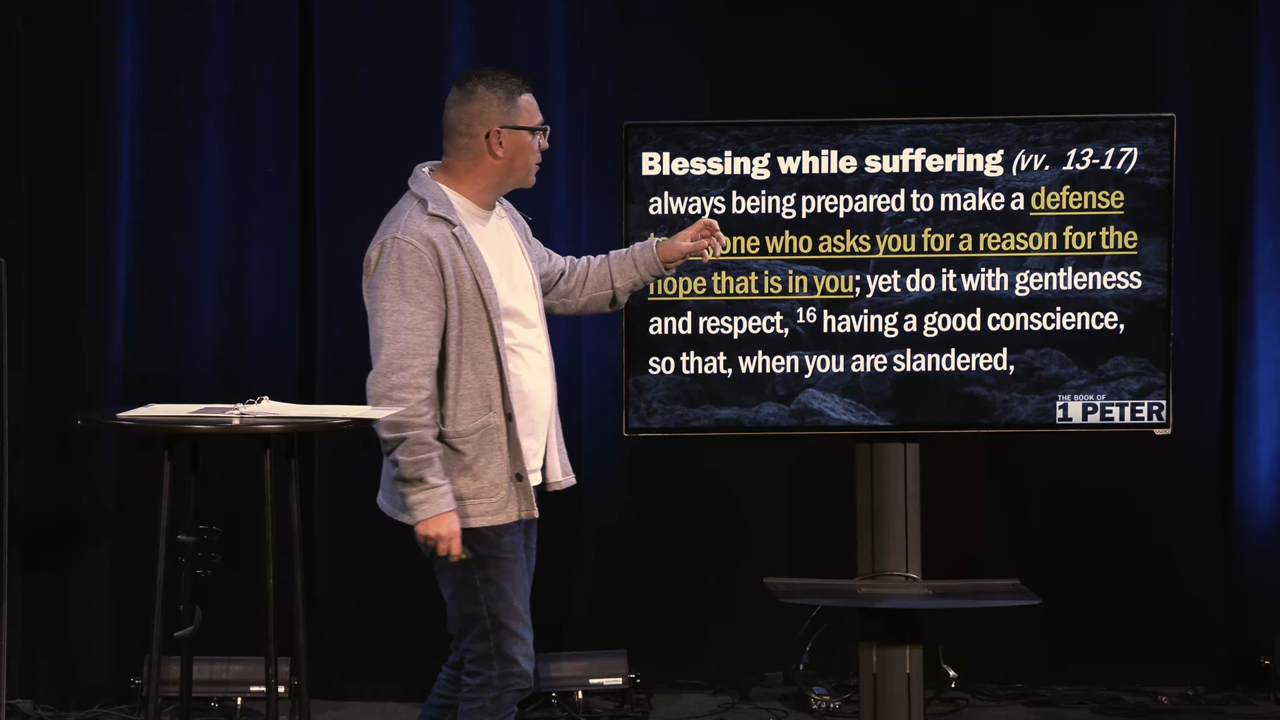 Blessing while suffering (vv. 13-17)
always being prepared to make a defense
who asks you for a reason for the
hope that is in you; yet do it with gentleness
and respect, 16 having a good conscience,
so that, when you are slandered,
THE BOOK OF
1 PETER